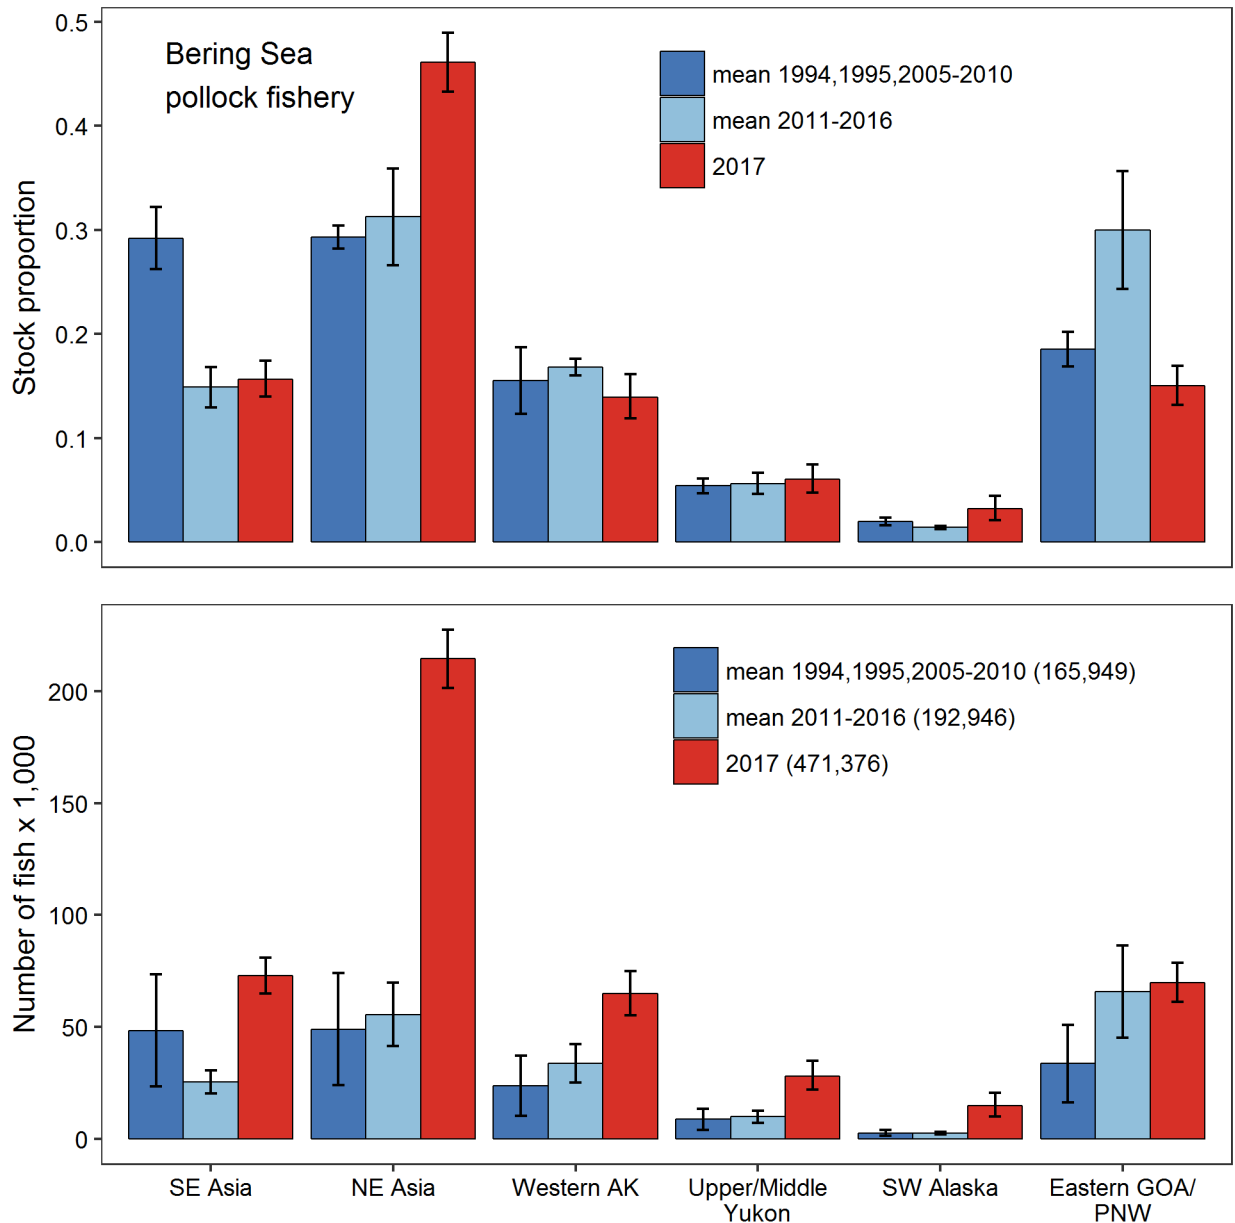 Bering Sea
pollock fishery
mean 1994,1995,2005-2010
mean 2011-2016
2017
Stock proportion
0.5
0.4
0.3
0.2
0.1
0.0
mean 1994,1995,2005-2010 (165,949)
mean 2011-2016 (192,946)
2017 (471,376)
Number of fish x 1,000
200
150
100
50
0
SE Asia
NE Asia
Western AK
Upper/Middle
Yukon
SW Alaska
Eastern GOA/
PNW